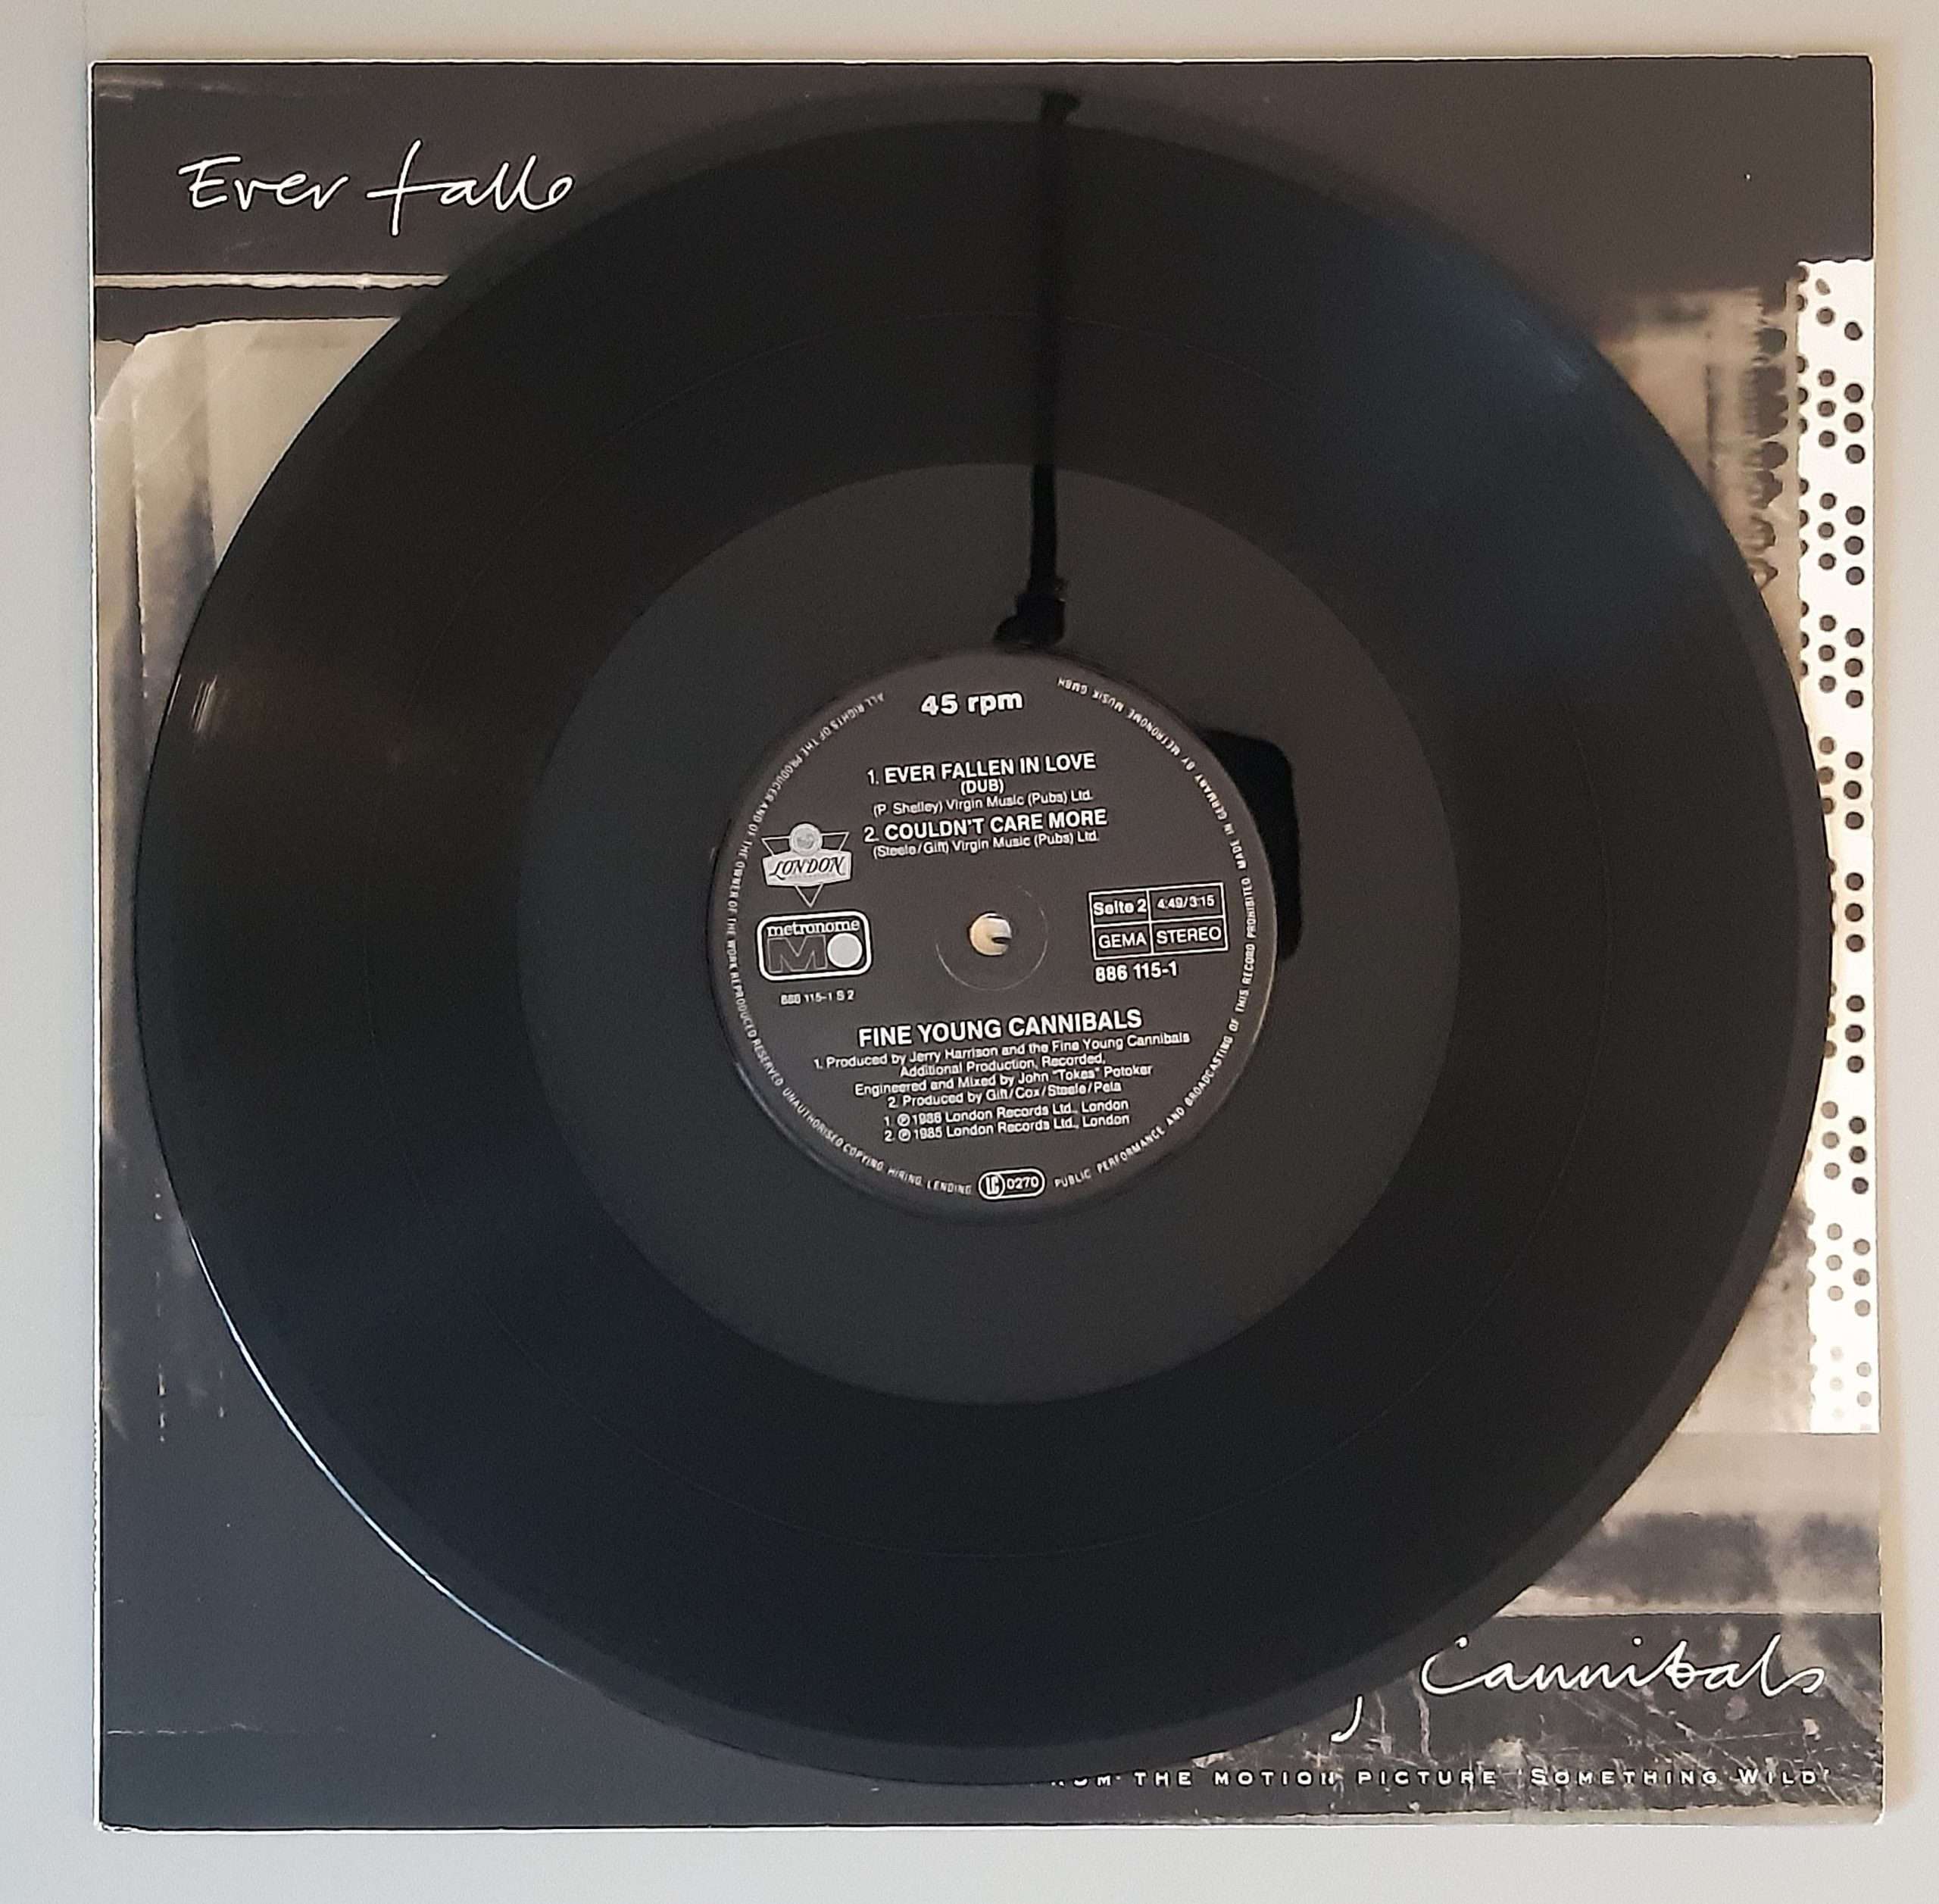 Ever falle
45 rpm
1. EVER FALLEN IN LOVE
(DUB)
(P. Shelley) Virgin Music (Pubs) Ltd.
2. COULDN'T CARE MORE
(Steele/Gift) Virgin Music (Pubs) Ltd.
LONDON
metronome
886 115-1 S 2
Seite 2 4:49/3:15
GEMA STEREO
886 115-1
FINE YOUNG CANNIBALS
1. Produced by Jerry Harrison and the Fine Young Cannibals
Additional Production, Recorded,
Engineered and Mixed by John "Tokes" Potoker
2. Produced by Gift/Cox/Steele/Pela
1. ℗ 1986 London Records Ltd., London
2. ℗ 1985 London Records Ltd., London
LC 0270
ALL RIGHTS OF THE PRODUCER AND OF THE OWNER OF THE WORK REPRODUCED RESERVED. UNAUTHORISED COPYING, HIRING, LENDING PUBLIC PERFORMANCE AND BROADCASTING OF THIS RECORD PROHIBITED MADE IN GERMANY BY METRONOME MUSIK GMBH
Cannibals
THE MOTION PICTURE 'SOMETHING WILD'